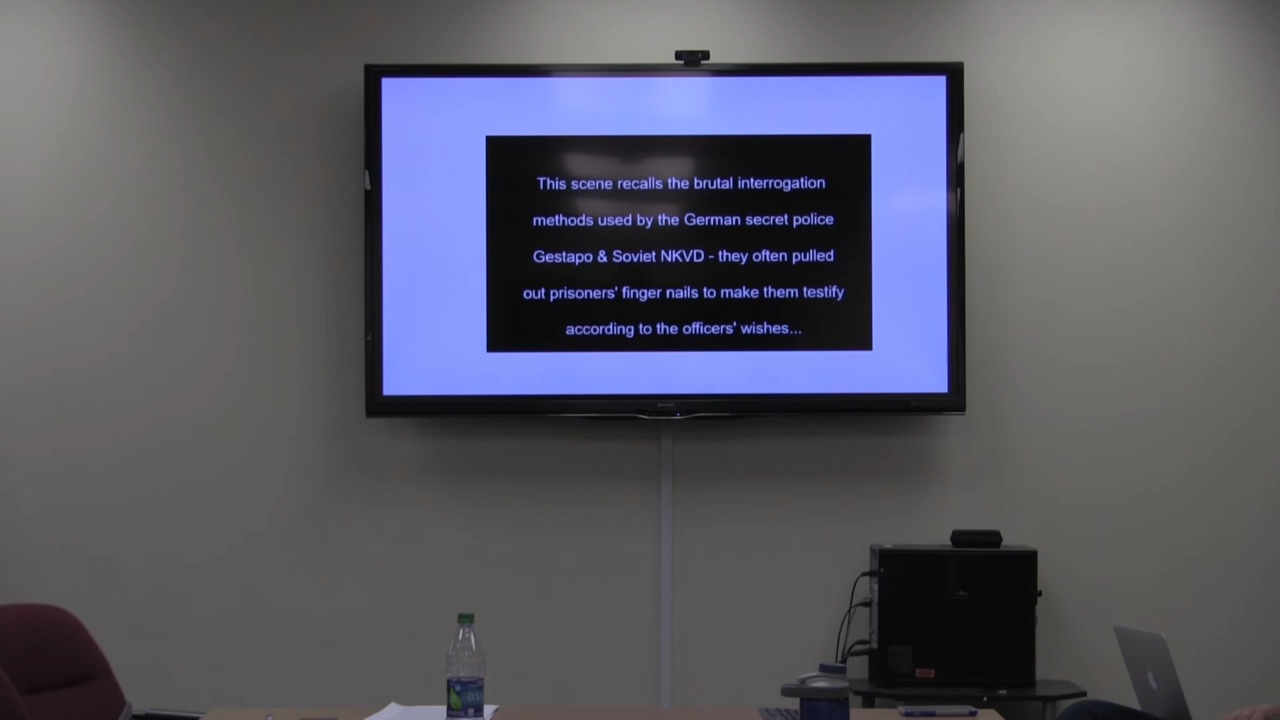 This scene recalls the brutal interrogation
methods used by the German secret police
Gestapo & Soviet NKVD - they often pulled
out prisoners' finger nails to make them testify
according to the officers' wishes...